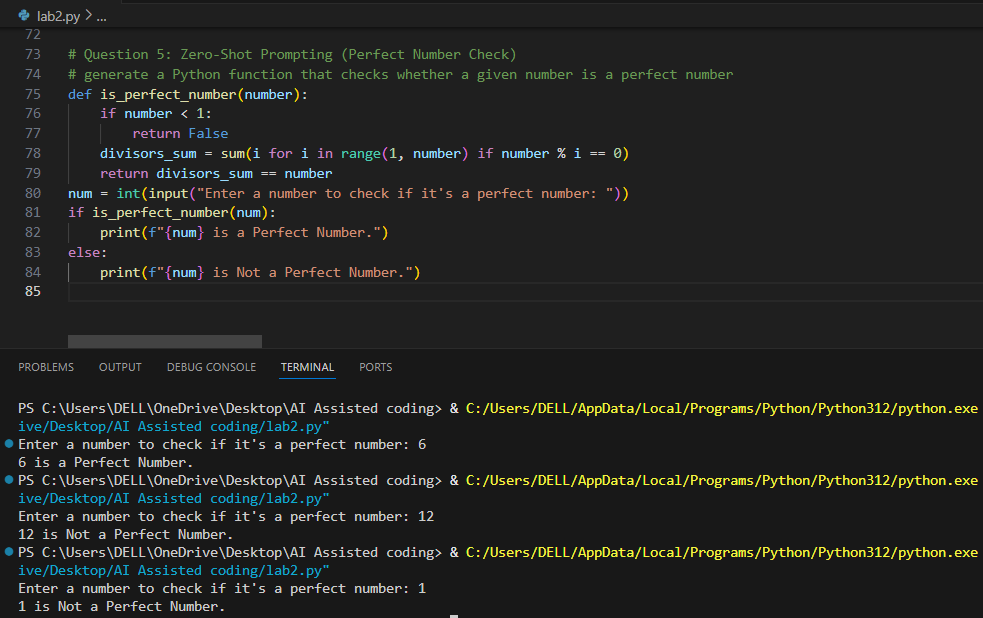 lab2.py > ...
72
73 # Question 5: Zero-Shot Prompting (Perfect Number Check)
74 # generate a Python function that checks whether a given number is a perfect number
75 def is_perfect_number(number):
76     if number < 1:
77         return False
78     divisors_sum = sum(i for i in range(1, number) if number % i == 0)
79     return divisors_sum == number
80 num = int(input("Enter a number to check if it's a perfect number: "))
81 if is_perfect_number(num):
82     print(f"{num} is a Perfect Number.")
83 else:
84     print(f"{num} is Not a Perfect Number.")
85
PROBLEMS OUTPUT DEBUG CONSOLE TERMINAL PORTS
PS C:\Users\DELL\OneDrive\Desktop\AI Assisted coding> & C:/Users/DELL/AppData/Local/Programs/Python/Python312/python.exe
ive/Desktop/AI Assisted coding/lab2.py"
Enter a number to check if it's a perfect number: 6
6 is a Perfect Number.
PS C:\Users\DELL\OneDrive\Desktop\AI Assisted coding> & C:/Users/DELL/AppData/Local/Programs/Python/Python312/python.exe
ive/Desktop/AI Assisted coding/lab2.py"
Enter a number to check if it's a perfect number: 12
12 is Not a Perfect Number.
PS C:\Users\DELL\OneDrive\Desktop\AI Assisted coding> & C:/Users/DELL/AppData/Local/Programs/Python/Python312/python.exe
ive/Desktop/AI Assisted coding/lab2.py"
Enter a number to check if it's a perfect number: 1
1 is Not a Perfect Number.